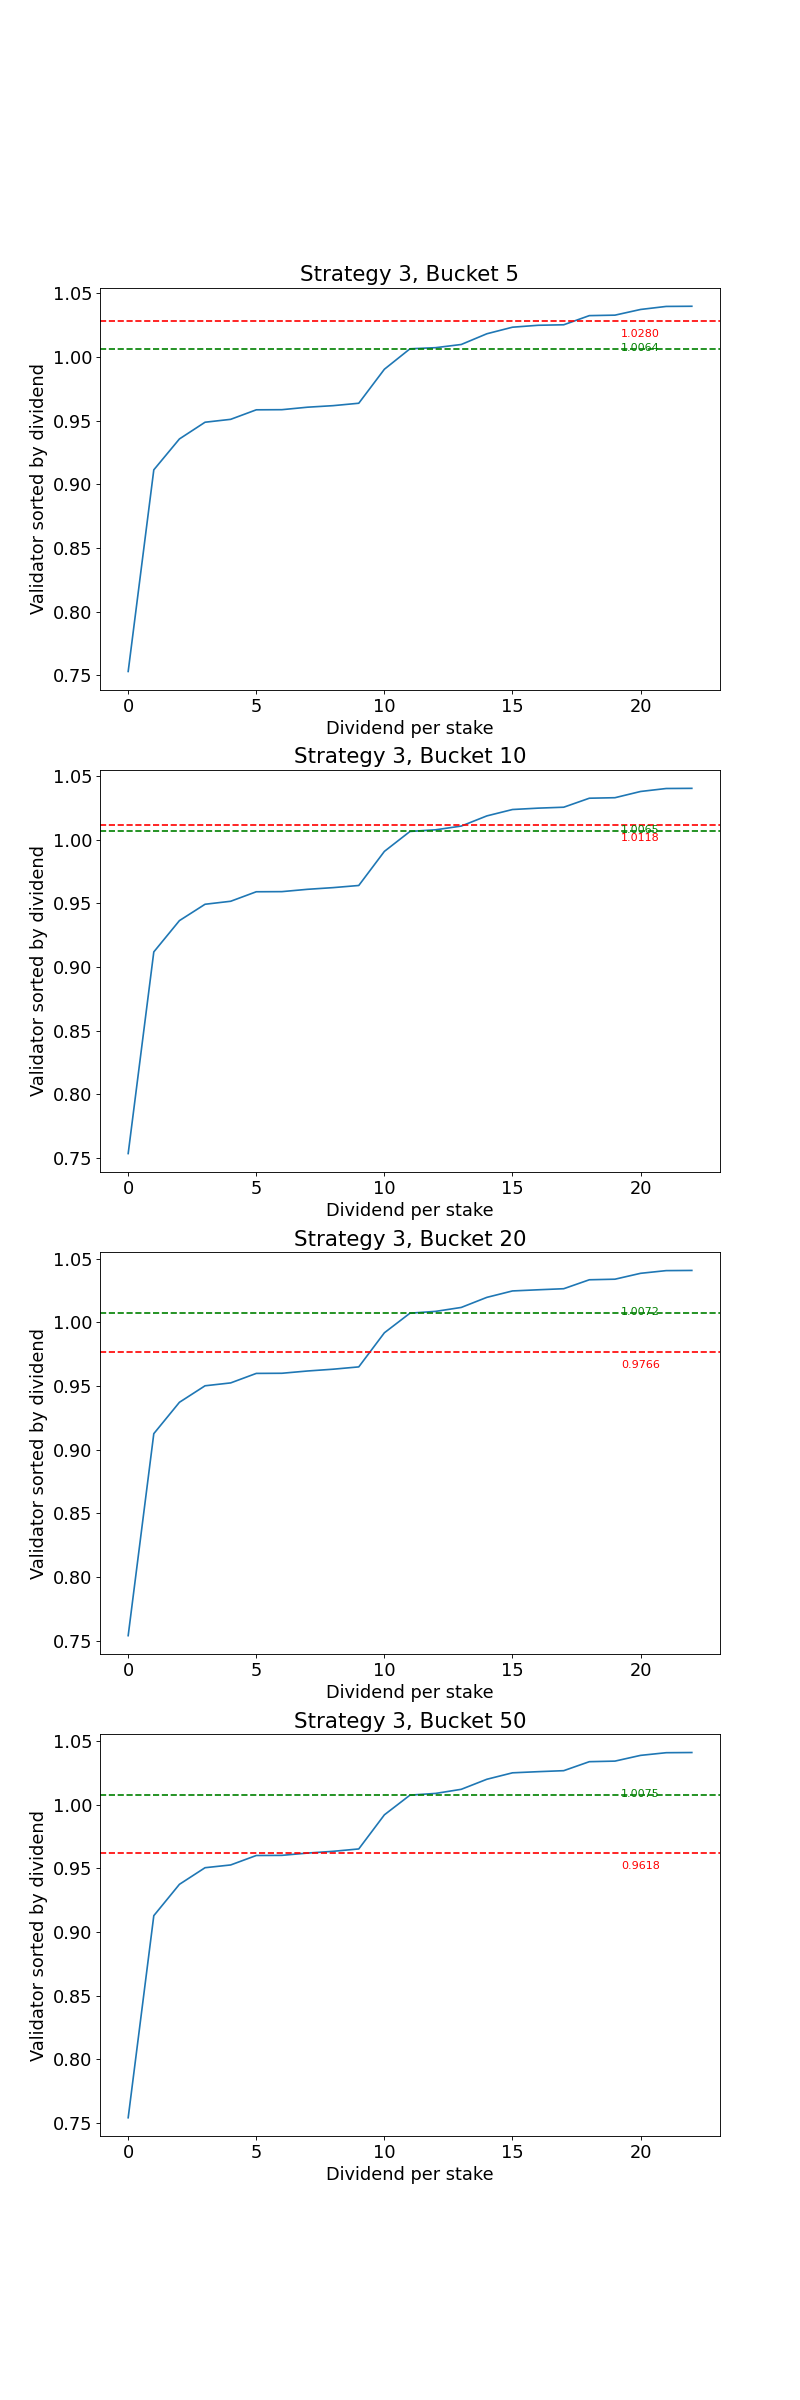 Strategy 3, Bucket 5
1.05
1.00
0.95
0.90
0.85
0.80
0.75
Validator sorted by dividend
1.0280
1.0064
0 5 10 15 20
Dividend per stake
Strategy 3, Bucket 10
1.05
1.00
0.95
0.90
0.85
0.80
0.75
Validator sorted by dividend
1.0065
1.0118
0 5 10 15 20
Dividend per stake
Strategy 3, Bucket 20
1.05
1.00
0.95
0.90
0.85
0.80
0.75
Validator sorted by dividend
1.0072
0.9766
0 5 10 15 20
Dividend per stake
Strategy 3, Bucket 50
1.05
1.00
0.95
0.90
0.85
0.80
0.75
Validator sorted by dividend
1.0075
0.9618
0 5 10 15 20
Dividend per stake